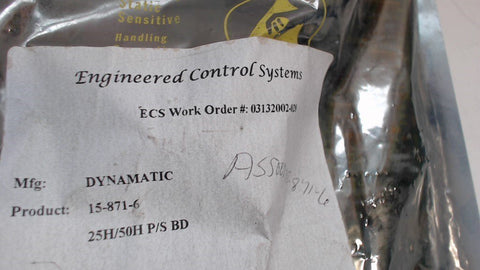 Static
Sensitive
Handling
Engineered Control Systems
ECS Work Order #:
Mfg: DYNAMATIC
Product: 15-871-6
25H/50H P/S BD